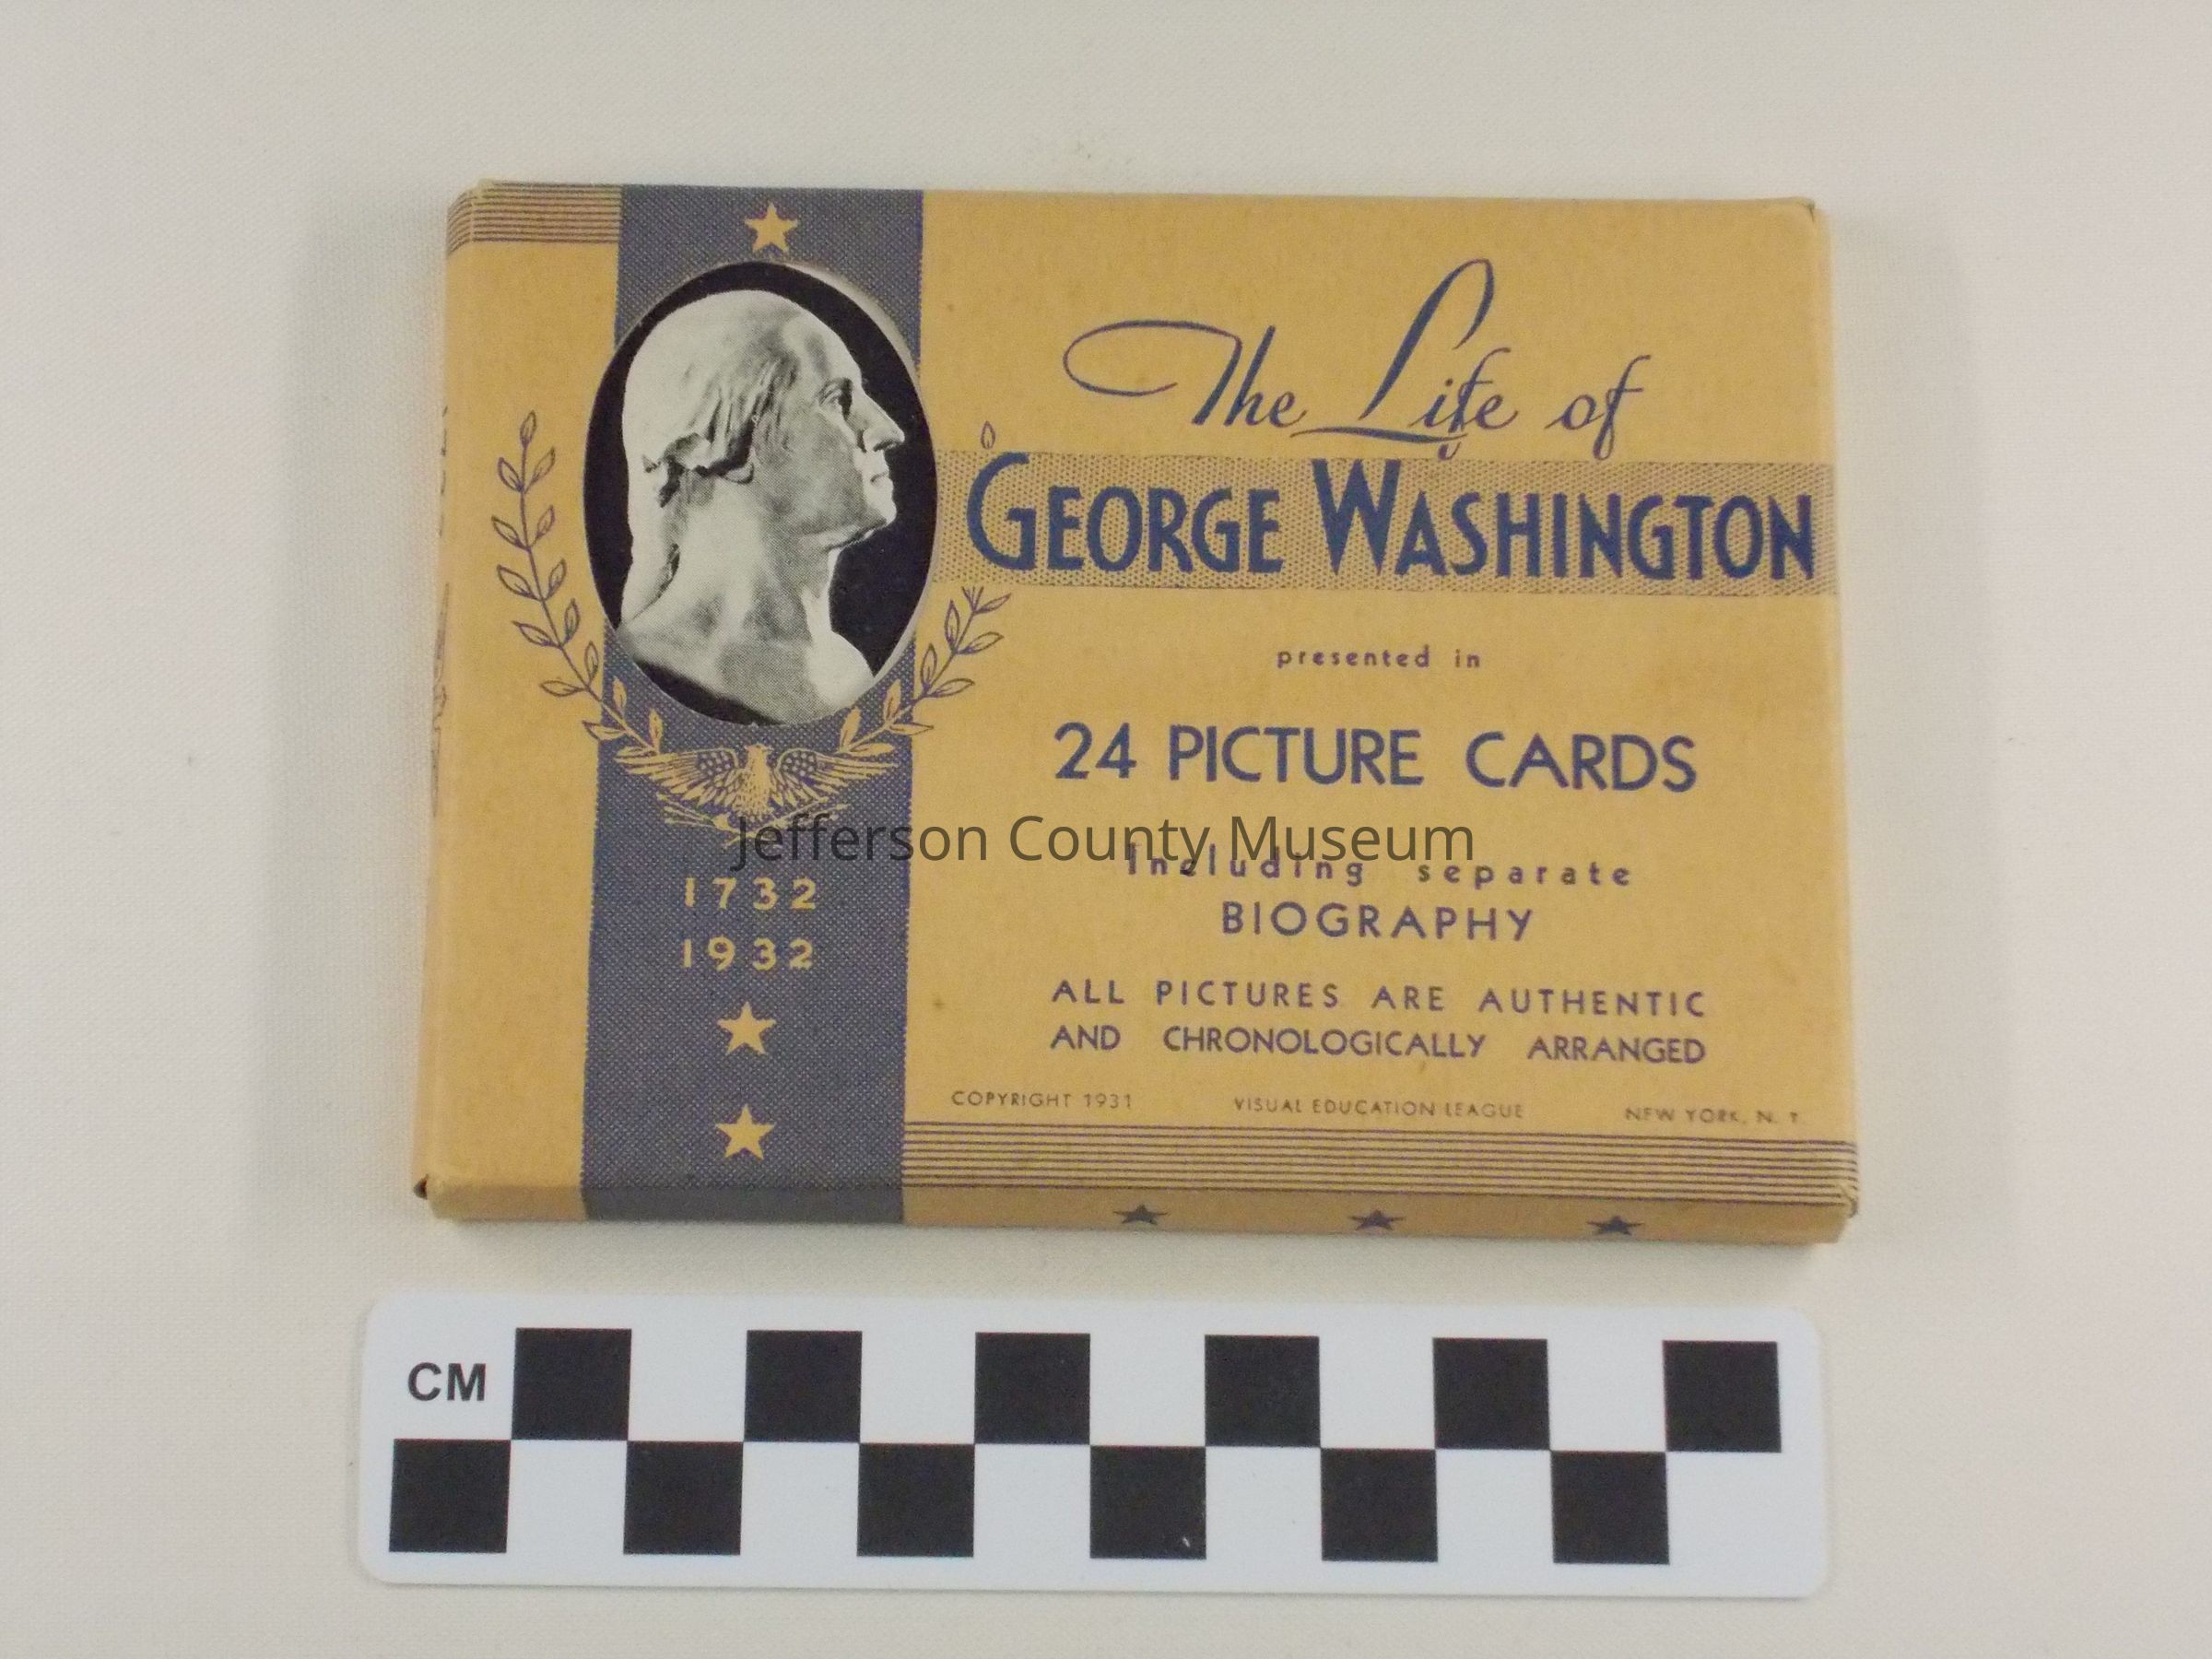 The Life of
GEORGE WASHINGTON
presented in
24 PICTURE CARDS
Jefferson County Museum
Including separate
BIOGRAPHY
1732
1932
ALL PICTURES ARE AUTHENTIC
AND CHRONOLOGICALLY ARRANGED
COPYRIGHT 1931 VISUAL EDUCATION LEAGUE NEW YORK, N. Y.
CM